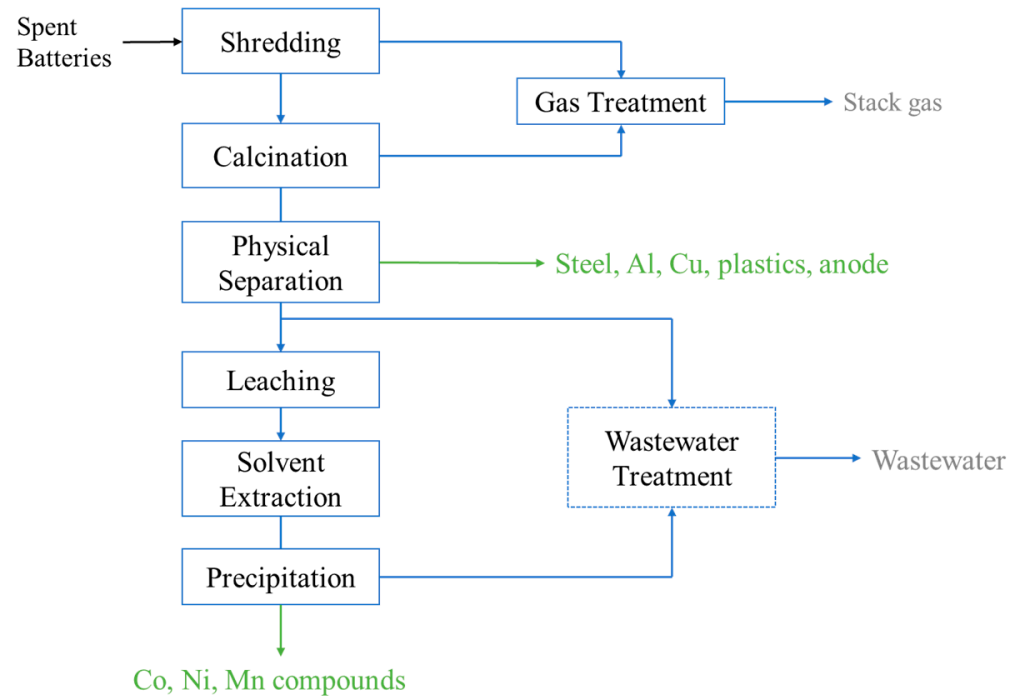 Spent
Batteries
Shredding
Gas Treatment
Stack gas
Calcination
Physical
Separation
Steel, Al, Cu, plastics, anode
Leaching
Wastewater
Treatment
Wastewater
Solvent
Extraction
Precipitation
Co, Ni, Mn compounds